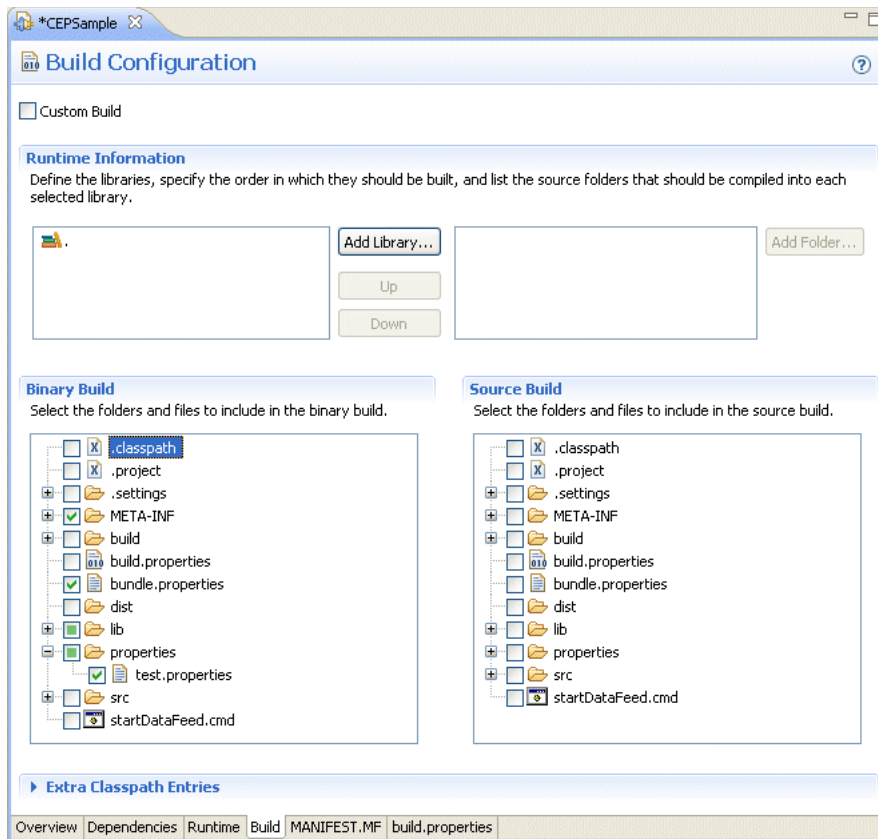 *CEPSample
Build Configuration
Custom Build
Runtime Information
Define the libraries, specify the order in which they should be built, and list the source folders that should be compiled into each
selected library.
.
Add Library...
Add Folder...
Up
Down
Binary Build
Select the folders and files to include in the binary build.
.classpath
.project
.settings
META-INF
build
build.properties
bundle.properties
dist
lib
properties
test.properties
src
startDataFeed.cmd
Source Build
Select the folders and files to include in the source build.
.classpath
.project
.settings
META-INF
build
build.properties
bundle.properties
dist
lib
properties
src
startDataFeed.cmd
Extra Classpath Entries
Overview Dependencies Runtime Build MANIFEST.MF build.properties